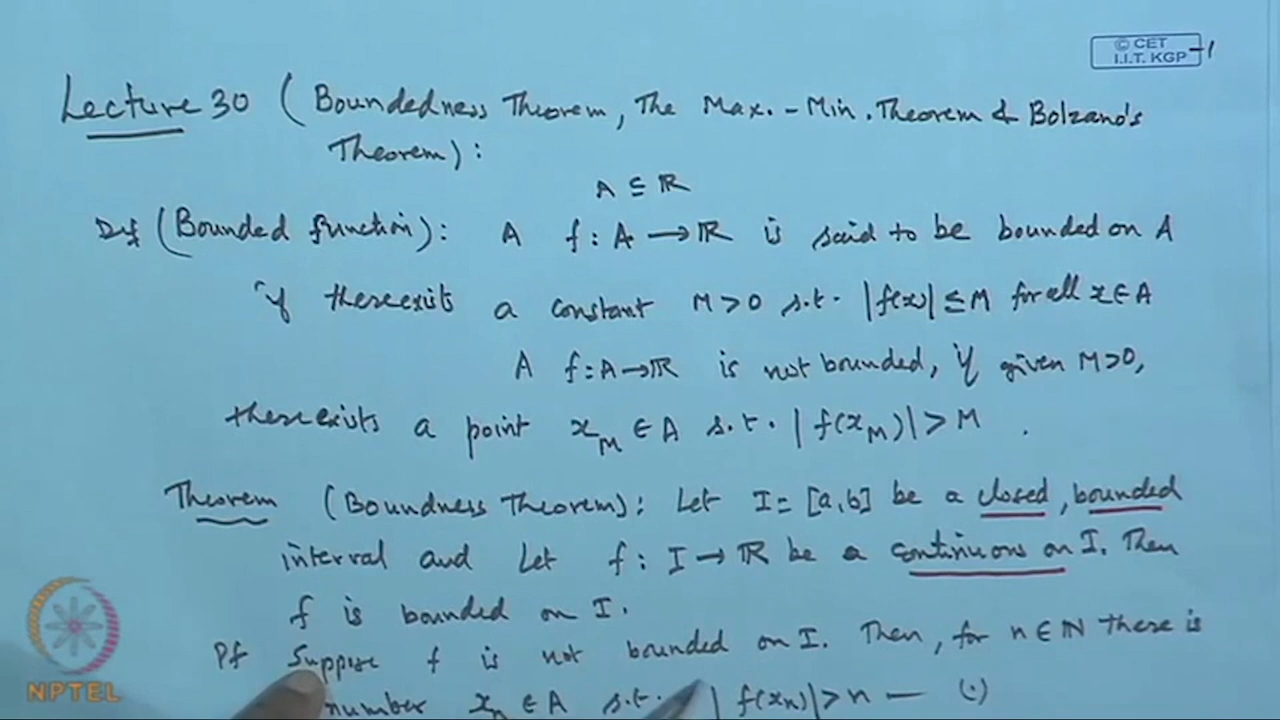 © CET
I.I.T. KGP -1
Lecture 30 ( Boundedness Theorem, The Max. - Min. Theorem & Bolzano's
Theorem) :
A ⊆ ℝ
Def (Bounded function): A f : A → ℝ is said to be bounded on A
if there exists a constant M > 0 s.t. |f(x)| ≤ M for all x ∈ A
A f : A → ℝ is not bounded, if given M > 0,
there exists a point x_M ∈ A s.t. | f(x_M)| > M .
Theorem (Boundness Theorem): Let I = [a, b] be a closed, bounded
interval and Let f : I → ℝ be a continuous on I. Then
f is bounded on I.
Pf Suppose f is not bounded on I. Then, for n ∈ ℕ there is
number x_n ∈ A s.t. | f(x_n)| > n — (1)
NPTEL